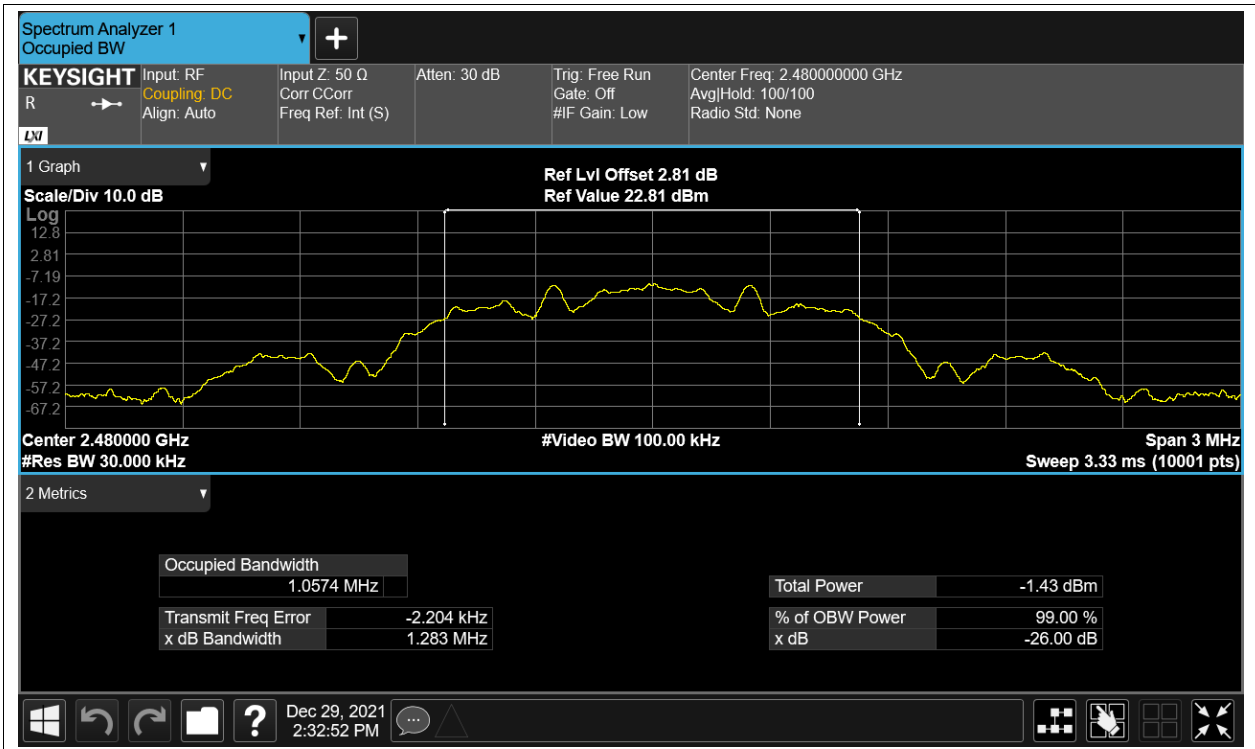 Spectrum Analyzer 1
Occupied BW
KEYSIGHT
R
LXI
Input: RF
Coupling: DC
Align: Auto
Input Z: 50 Ω
Corr CCorr
Freq Ref: Int (S)
Atten: 30 dB
Trig: Free Run
Gate: Off
#IF Gain: Low
Center Freq: 2.480000000 GHz
Avg|Hold: 100/100
Radio Std: None
1 Graph
Scale/Div 10.0 dB
Ref Lvl Offset 2.81 dB
Ref Value 22.81 dBm
Log
12.8
2.81
-7.19
-17.2
-27.2
-37.2
-47.2
-57.2
-67.2
Center 2.480000 GHz
#Video BW 100.00 kHz
Span 3 MHz
#Res BW 30.000 kHz
Sweep 3.33 ms (10001 pts)
2 Metrics
Occupied Bandwidth
1.0574 MHz
Total Power -1.43 dBm
Transmit Freq Error -2.204 kHz
% of OBW Power 99.00 %
x dB Bandwidth 1.283 MHz
x dB -26.00 dB
?
Dec 29, 2021
2:32:52 PM